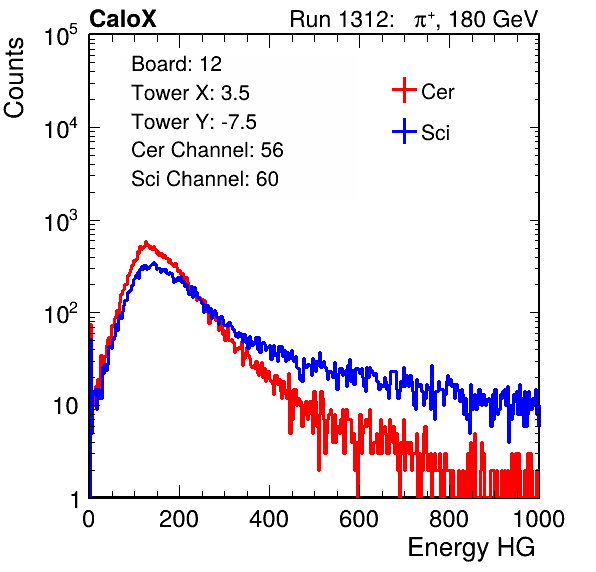 CaloX Run 1312: π⁺, 180 GeV
Counts
10⁵
10⁴
10³
10²
10
1
Board: 12
Tower X: 3.5
Tower Y: -7.5
Cer Channel: 56
Sci Channel: 60
Cer
Sci
0 200 400 600 800 1000
Energy HG